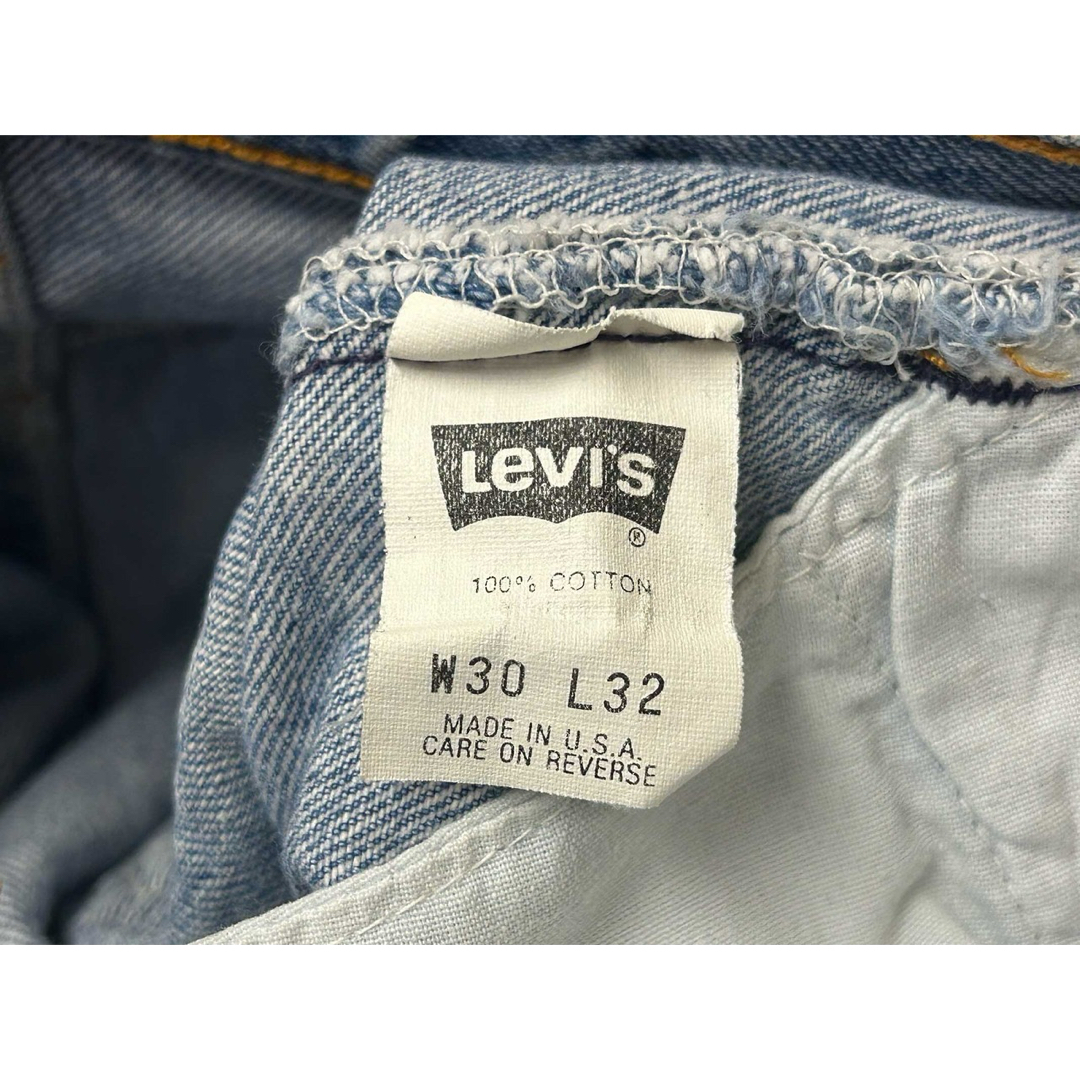 Levi's
®
100% COTTON
W30 L32
MADE IN U.S.A.
CARE ON REVERSE